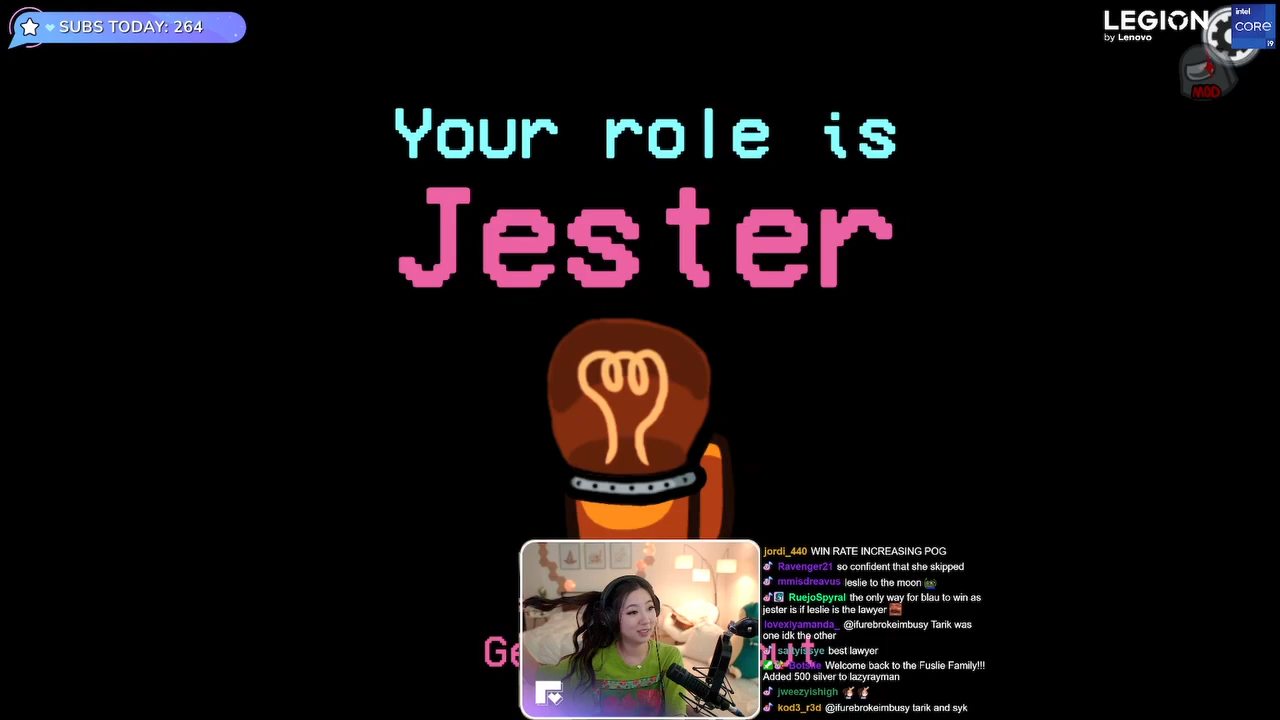 SUBS TODAY: 264
LEGION
by Lenovo
intel
CORE
i9
MOD
Your role is
Jester
jordi_440 WIN RATE INCREASING POG
Ravenger21 so confident that she skipped
mmisdreavus leslie to the moon
RuejoSpyral the only way for blau to win as
jester is if leslie is the lawyer
lovexlyamanda_ @ifurebrokeimbusy Tarik was
one idk the other
best lawyer
Welcome back to the Fuslie Family!!!
Added 500 silver to lazyrayman
jweezyishigh
kod3_r3d @ifurebrokeimbusy tarik and syk